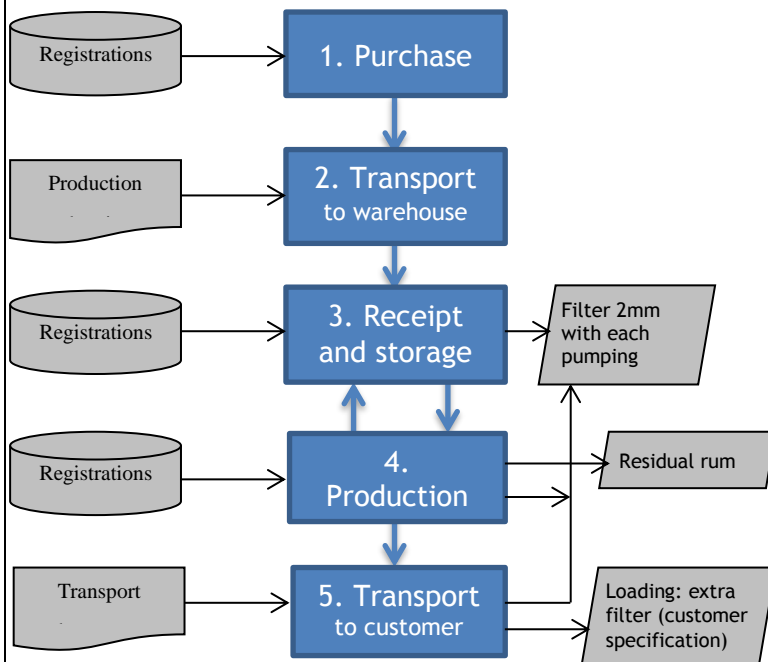 Registrations
1. Purchase
Production
2. Transport
to warehouse
Registrations
3. Receipt
and storage
Filter 2mm
with each
pumping
Registrations
4.
Production
Residual rum
Transport
5. Transport
to customer
Loading: extra
filter (customer
specification)